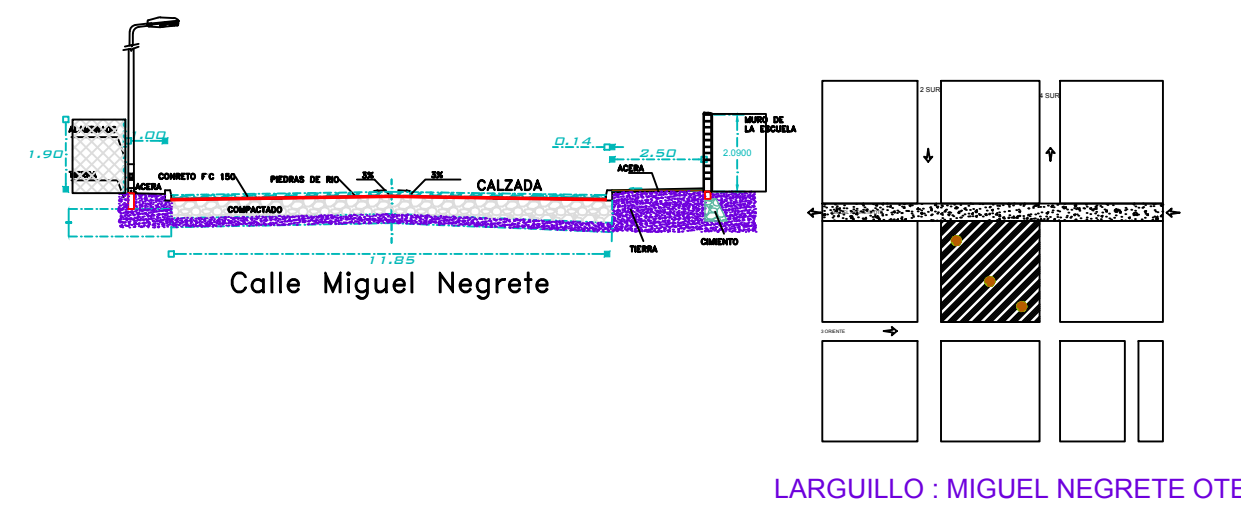 1.90
.00
ACERA
CONRETO F'C 150
PIEDRAS DE RIO
3%
3%
CALZADA
COMPACTADO
0.14
2.50
ACERA
MURO DE
LA ESCUELA
2.0900
TIERRA
CIMIENTO
11.85
Calle Miguel Negrete
2 SUR
4 SUR
LARGUILLO : MIGUEL NEGRETE OTE